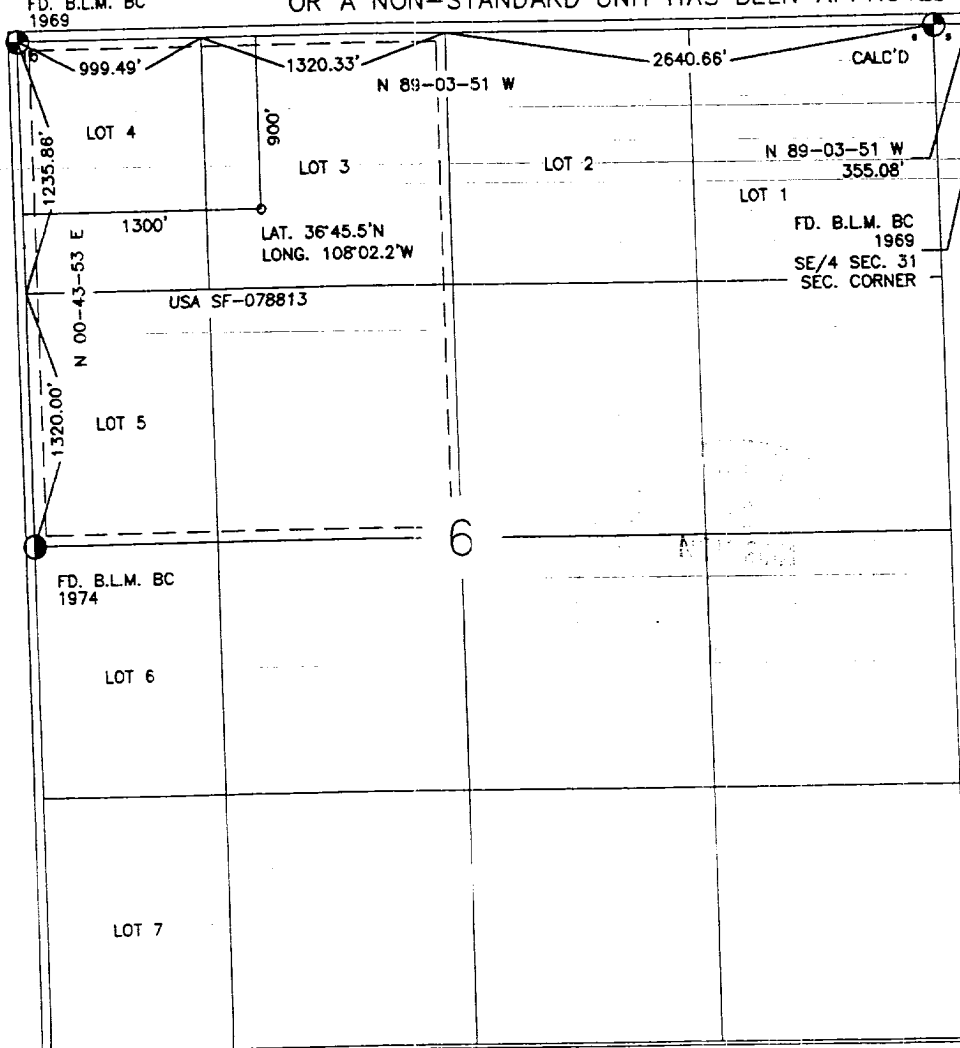 FD. B.L.M. BC
1969
OR A NON-STANDARD UNIT HAS BEEN APPROVED
6
999.49'
1320.33'
2640.66'
CALC'D
N 89-03-51 W
LOT 4
900'
1235.86'
LOT 3
LOT 2
N 89-03-51 W
355.08'
LOT 1
1300'
LAT. 36°45.5'N
LONG. 108°02.2'W
FD. B.L.M. BC
1969
SE/4 SEC. 31
SEC. CORNER
N 00-43-53 E
USA SF-078813
1320.00'
LOT 5
6
FD. B.L.M. BC
1974
LOT 6
LOT 7